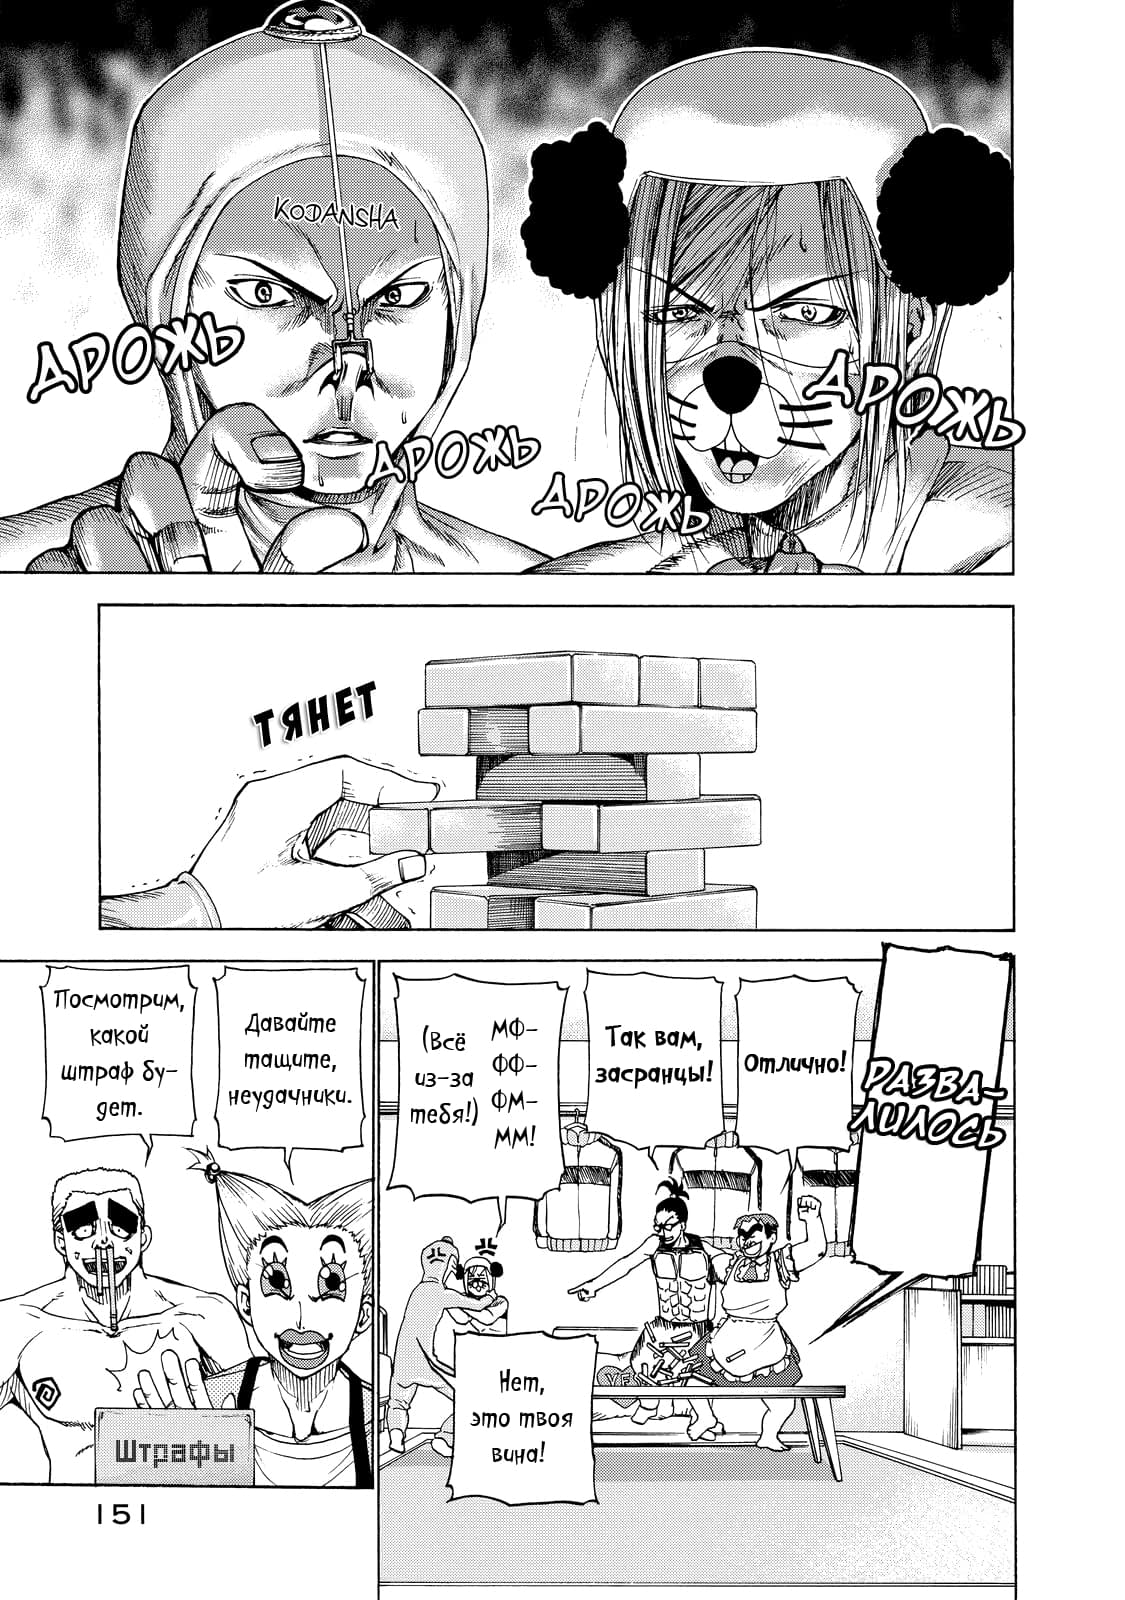 KODANSHA
ДРОЖЬ
ДРОЖЬ
ДРОЖЬ
ДРОЖЬ
ТЯНЕТ
РАЗВА-
ЛИЛОСЬ
Отлично!
Так вам,
засранцы!
МФ-
ФФ-
ФМ-
ММ!
(Всё
из-за
тебя!)
Нет,
это твоя
вина!
Давайте
тащите,
неудачники.
Посмотрим,
какой
штраф бу-
дет.
Штрафы
151